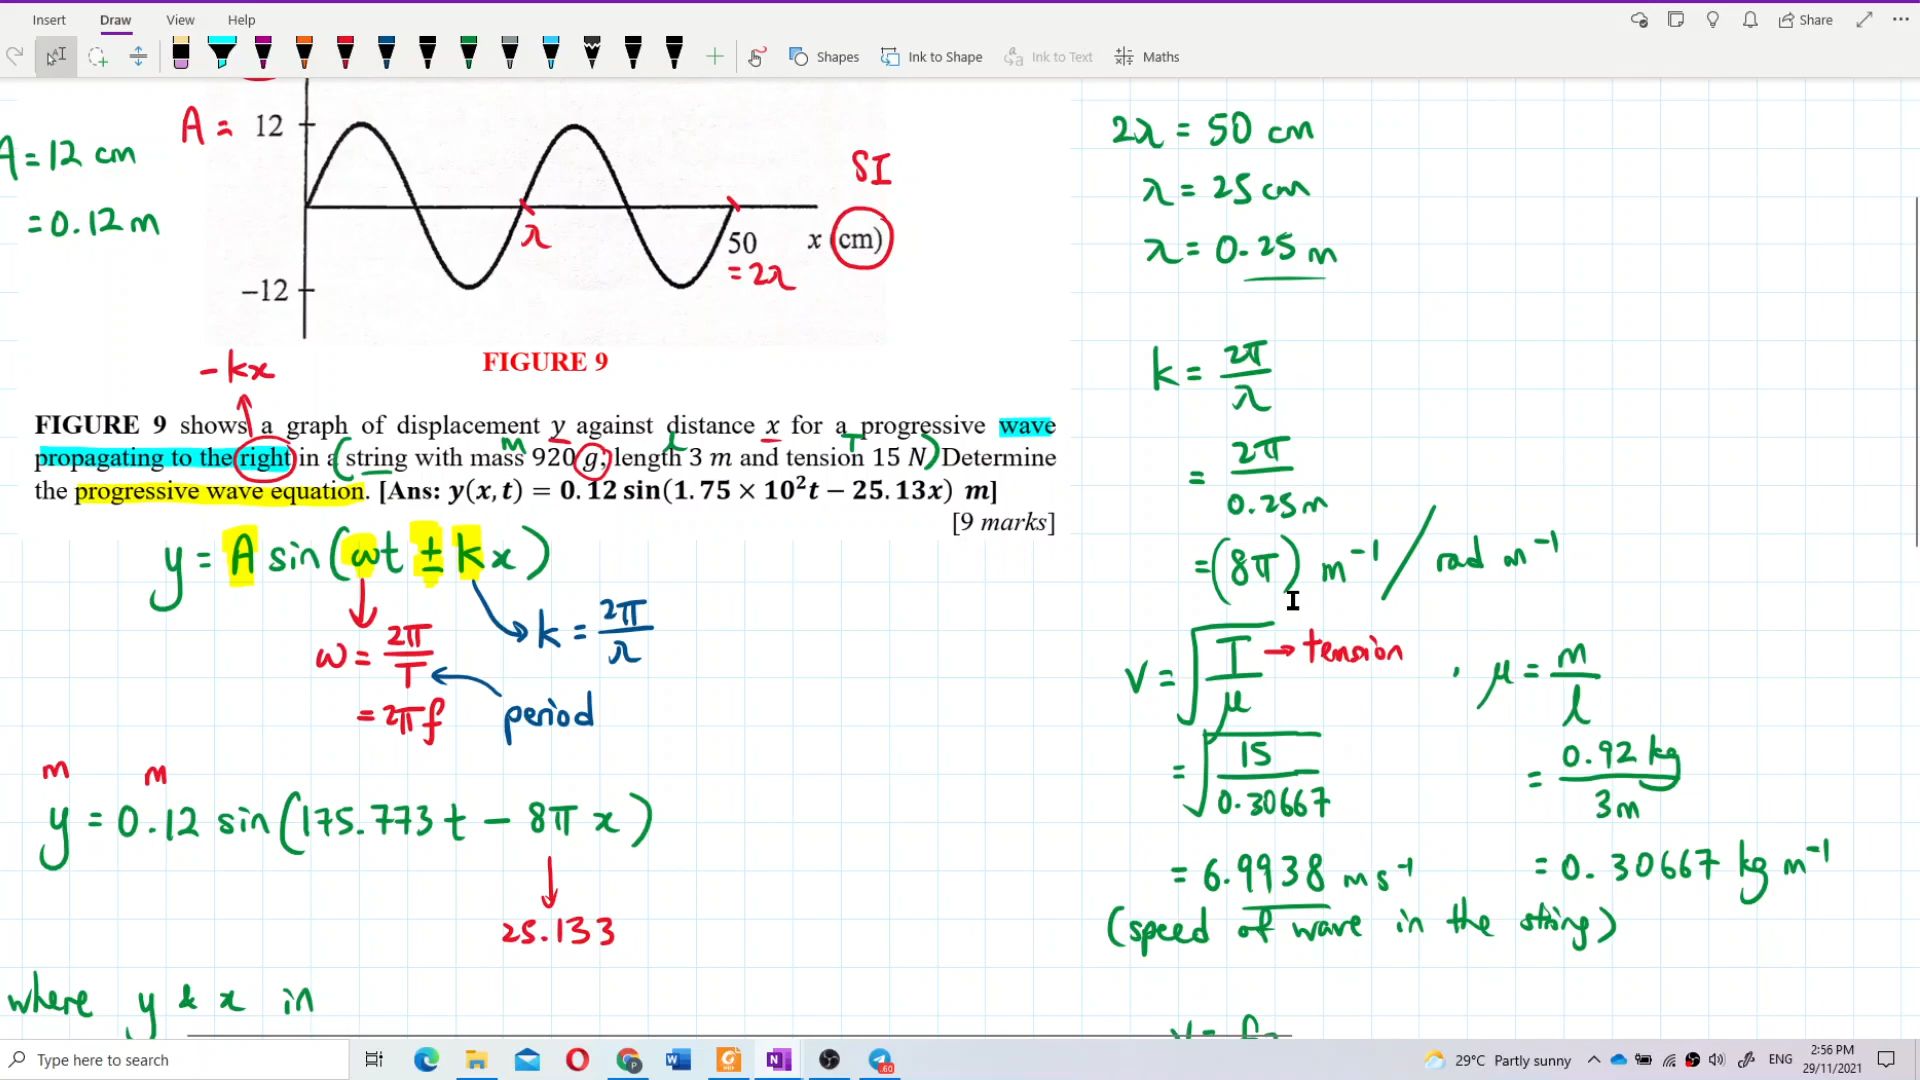 Insert Draw View Help
Share
Shapes Ink to Shape Ink to Text Maths
A = 12 cm
= 0.12 m
A = 12
-12
λ
50
= 2λ
x (cm)
SI
FIGURE 9
-kx
m l T
FIGURE 9 shows a graph of displacement y against distance x for a progressive wave
propagating to the right in a string with mass 920 g, length 3 m and tension 15 N. Determine
the progressive wave equation. [Ans: y(x, t) = 0.12 sin(1.75 × 10²t − 25.13x) m]
[9 marks]
y = A sin(ωt ± kx)
ω = 2π/T
= 2πf
period
k = 2π/λ
m m
y = 0.12 sin(175.773 t − 8π x)
25.133
where y & x in
2λ = 50 cm
λ = 25 cm
λ = 0.25 m
k = 2π/λ
= 2π/0.25m
= (8π) m⁻¹ / rad m⁻¹
v = √(T/μ) → tension
, μ = m/l
= √(15/0.30667)
= 0.92 kg/3m
= 6.9938 ms⁻¹
= 0.30667 kg m⁻¹
(speed of wave in the string)
Type here to search
60
29°C Partly sunny
ENG
2:56 PM
29/11/2021